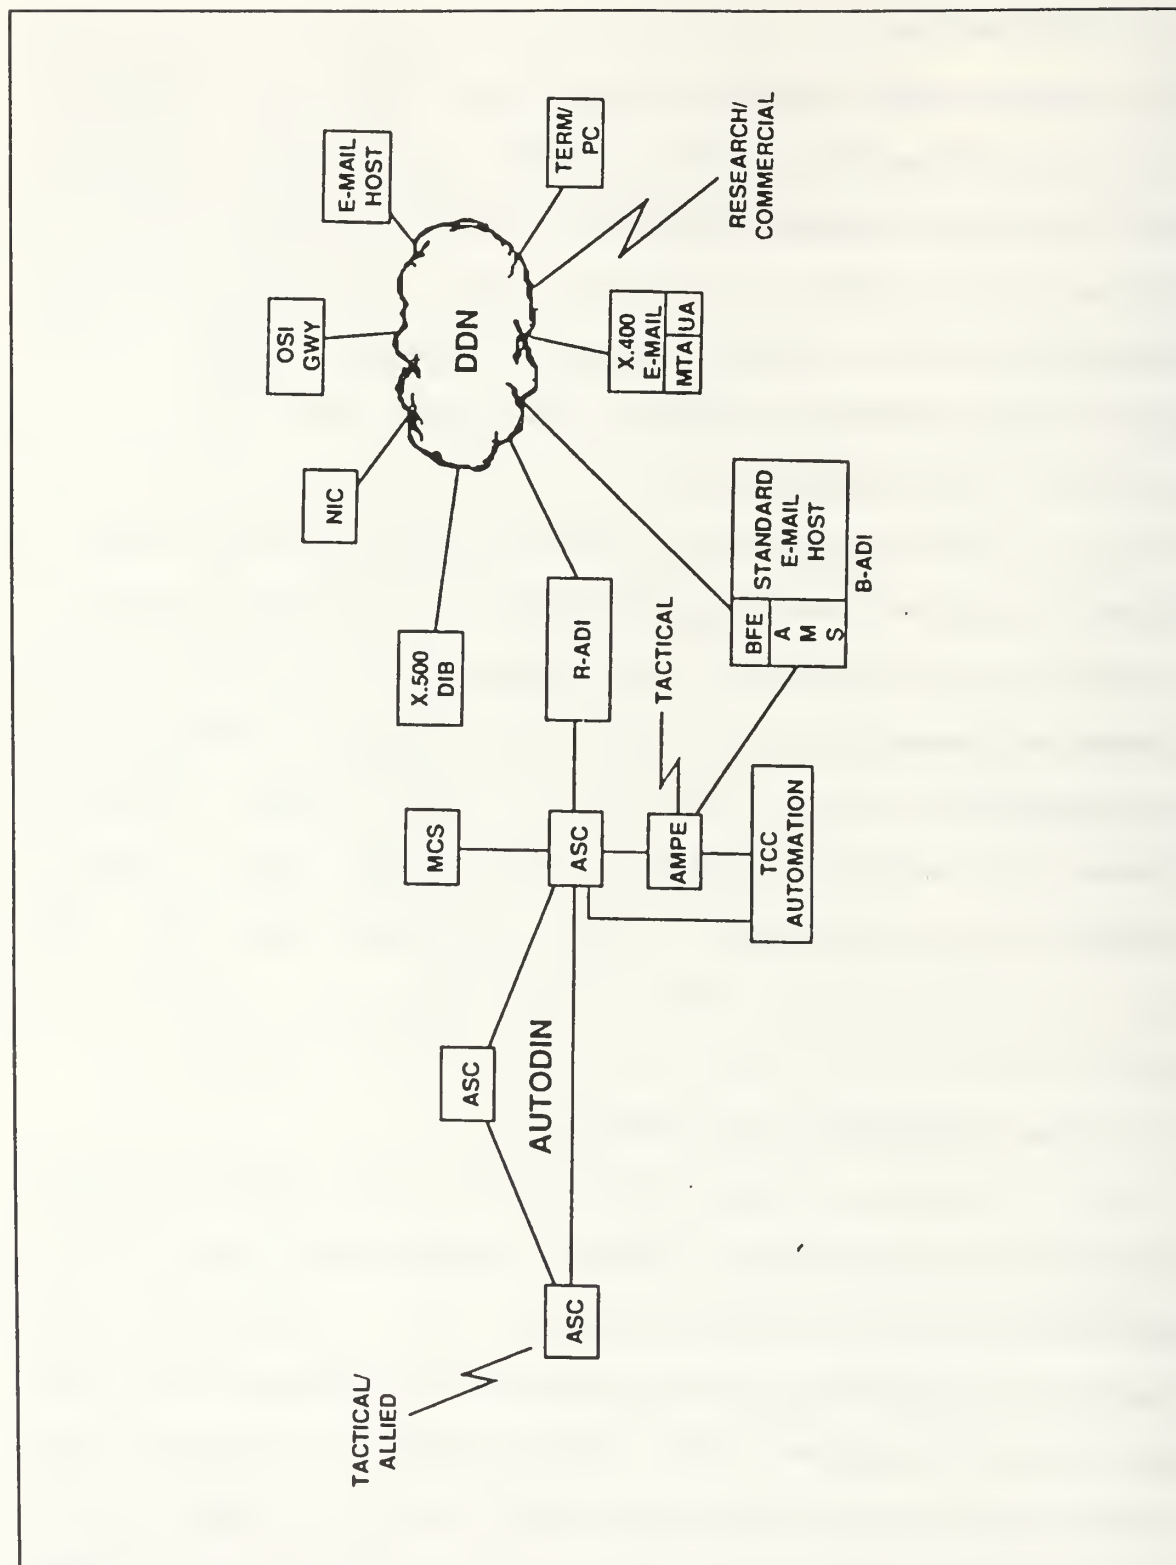 TACTICAL/
ALLIED
ASC
ASC
AUTODIN
MCS
ASC
AMPE
TCC
AUTOMATION
TACTICAL
X.500
DIB
R-ADI
BFE
A
M
S
STANDARD
E-MAIL
HOST
B-ADI
NIC
OSI
GWY
E-MAIL
HOST
DDN
X.400
E-MAIL
MTA UA
TERM/
PC
RESEARCH/
COMMERCIAL